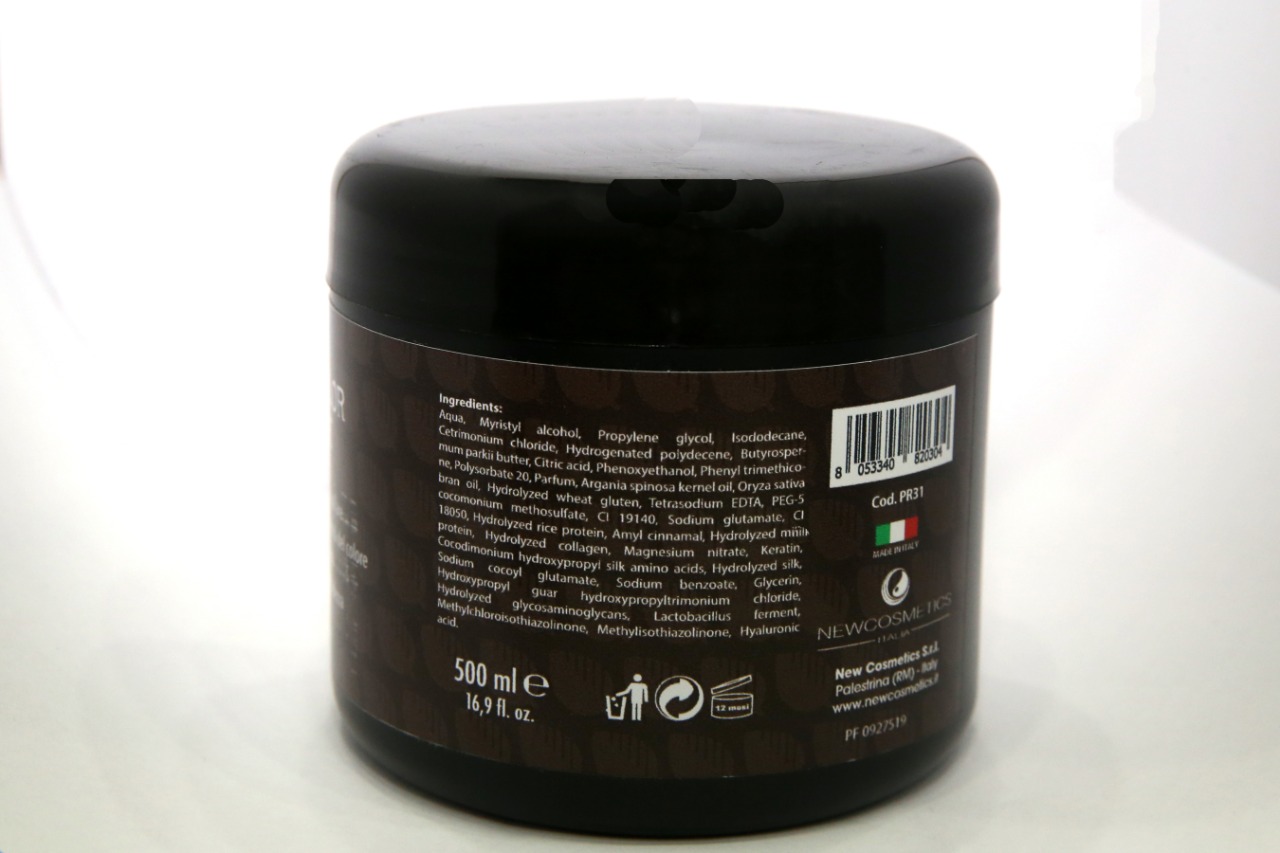 OR
colore
Ingredients:
Aqua, Myristyl alcohol, Propylene glycol, Isododecane,
Cetrimonium chloride, Hydrogenated polydecene, Butyrosper-
mum parkii butter, Citric acid, Phenoxyethanol, Phenyl trimethico-
ne, Polysorbate 20, Parfum, Argania spinosa kernel oil, Oryza sativa
bran oil, Hydrolyzed wheat gluten, Tetrasodium EDTA, PEG-5
cocomonium methosulfate, CI 19140, Sodium glutamate, CI
18050, Hydrolyzed rice protein, Amyl cinnamal, Hydrolyzed milk
protein, Hydrolyzed collagen, Magnesium nitrate, Keratin,
Cocodimonium hydroxypropyl silk amino acids, Hydrolyzed silk,
Sodium cocoyl glutamate, Sodium benzoate, Glycerin,
Hydroxypropyl guar hydroxypropyltrimonium chloride,
Hydrolyzed glycosaminoglycans, Lactobacillus ferment,
Methylchloroisothiazolinone, Methylisothiazolinone, Hyaluronic
acid.
500 ml e
16,9 fl. oz.
12 mesi
8 053340 820304
Cod. PR31
MADE IN ITALY
NEWCOSMETICS
ITALIA
New Cosmetics S.r.l.
Palestrina (RM) - Italy
www.newcosmetics.it
PF 0927519